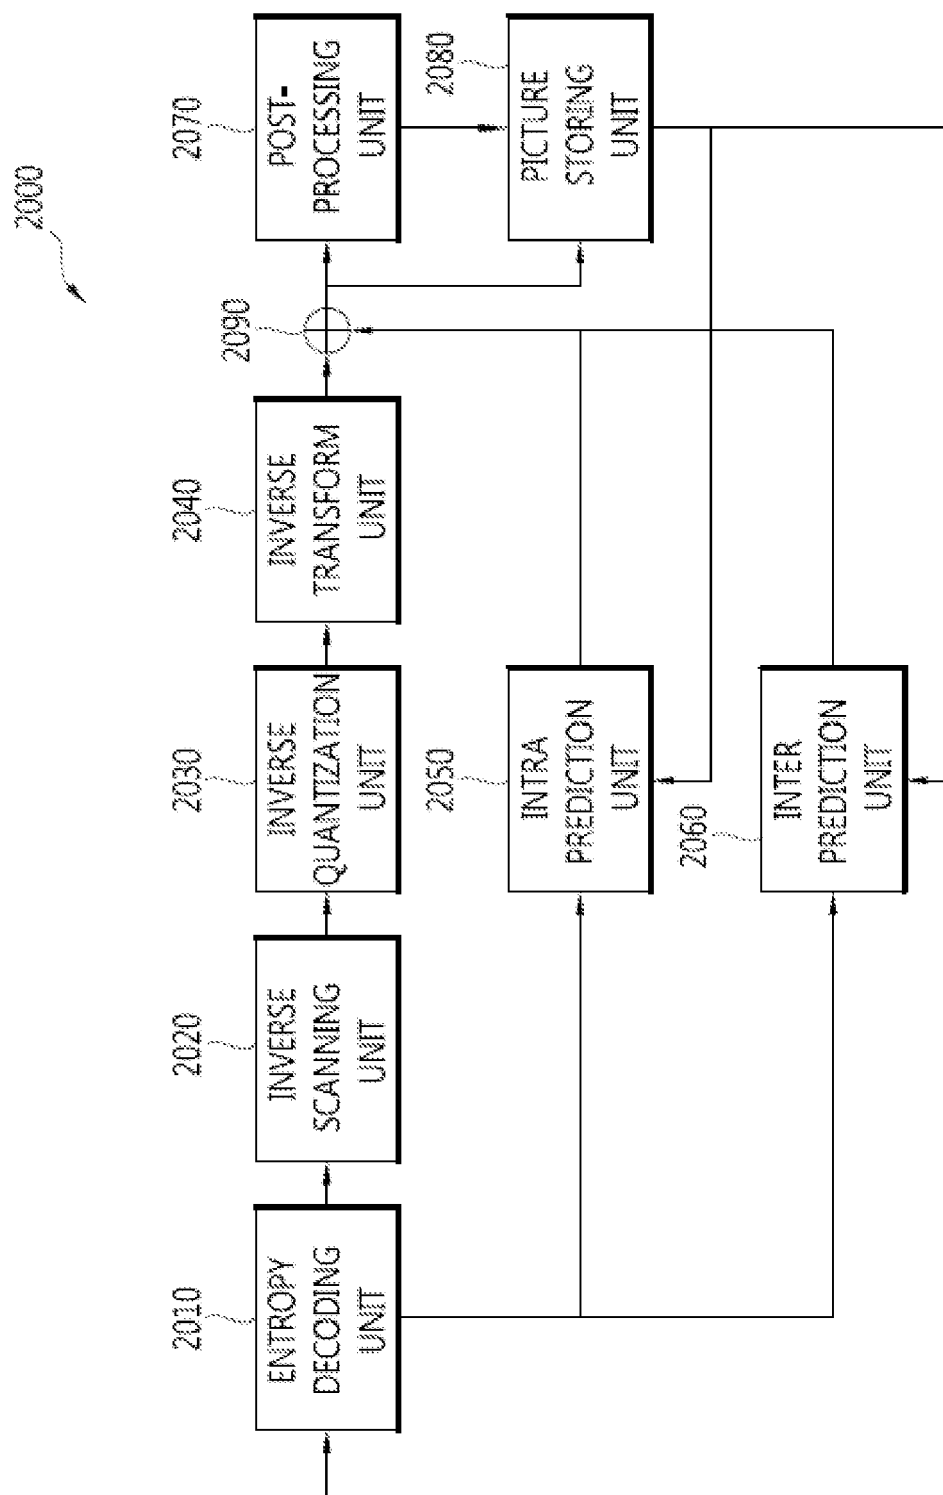 2000
2010
ENTROPY
DECODING
UNIT
2020
INVERSE
SCANNING
UNIT
2030
INVERSE
QUANTIZATION
UNIT
2040
INVERSE
TRANSFORM
UNIT
2090
2070
POST-
PROCESSING
UNIT
2050
INTRA
PREDICTION
UNIT
2080
PICTURE
STORING
UNIT
2060
INTER
PREDICTION
UNIT